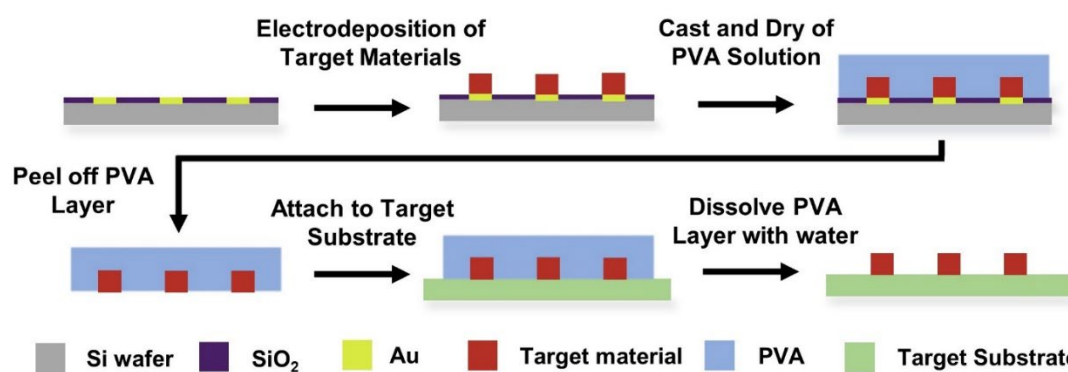 Electrodeposition of
Target Materials
Cast and Dry of
PVA Solution
Peel off PVA
Layer
Attach to Target
Substrate
Dissolve PVA
Layer with water
Si wafer
SiO₂
Au
Target material
PVA
Target Substrate